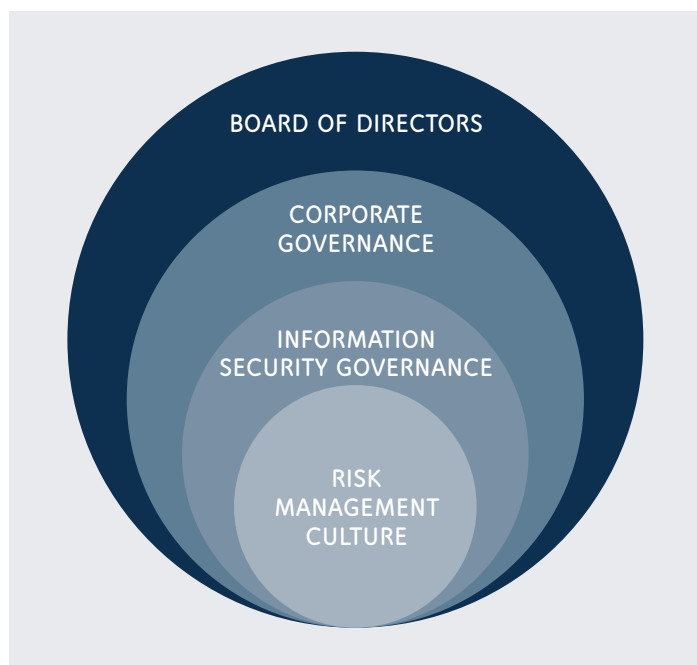 BOARD OF DIRECTORS
CORPORATE
GOVERNANCE
INFORMATION
SECURITY GOVERNANCE
RISK
MANAGEMENT
CULTURE